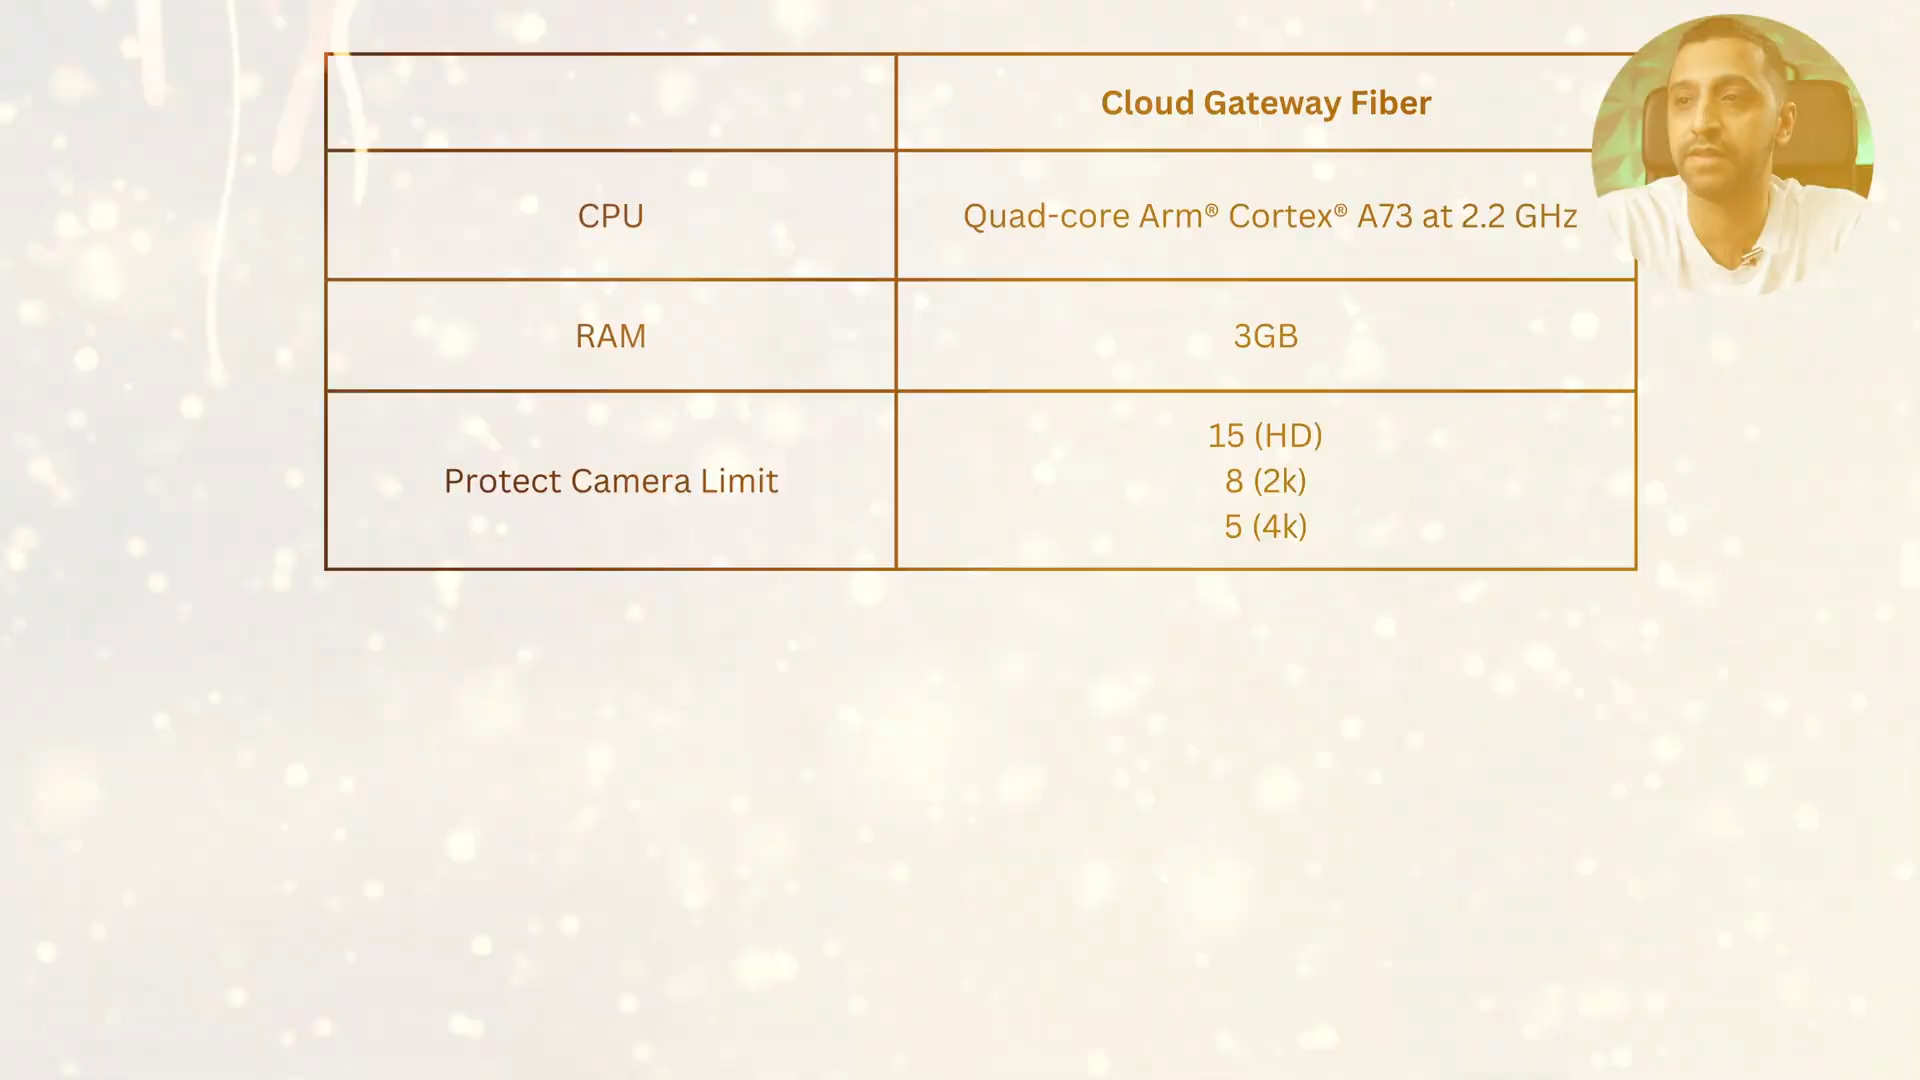 Cloud Gateway Fiber
CPU
Quad-core Arm® Cortex® A73 at 2.2 GHz
RAM
3GB
Protect Camera Limit
15 (HD)
8 (2k)
5 (4k)